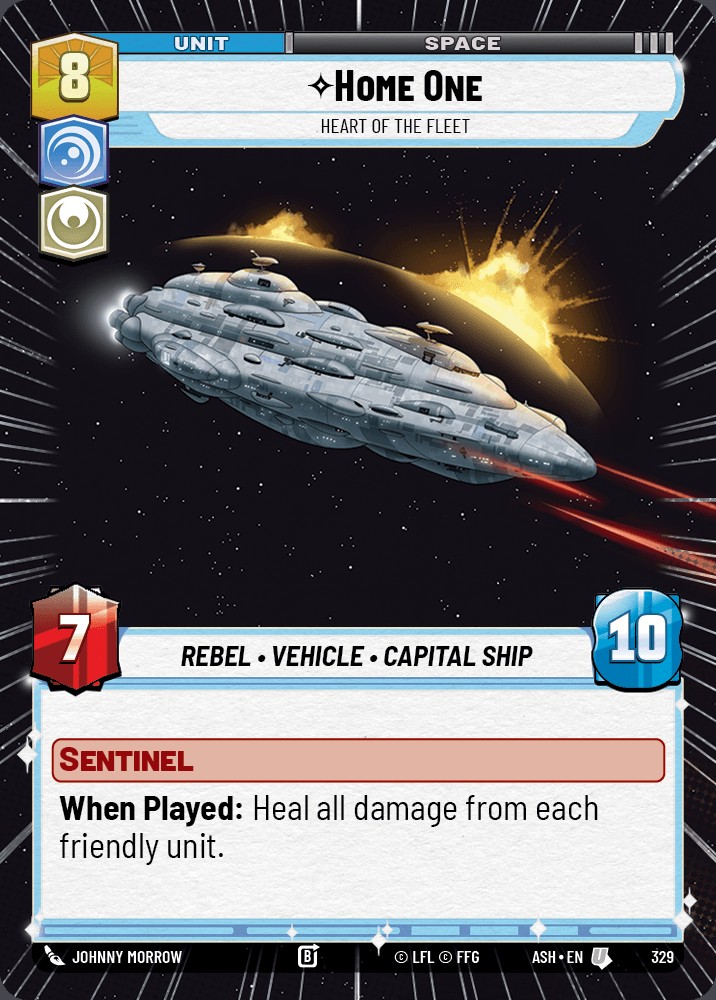 UNIT
SPACE
8
✧HOME ONE
HEART OF THE FLEET
7
REBEL • VEHICLE • CAPITAL SHIP
10
SENTINEL
When Played: Heal all damage from each
friendly unit.
JOHNNY MORROW
B
© LFL © FFG
ASH • EN
U
329